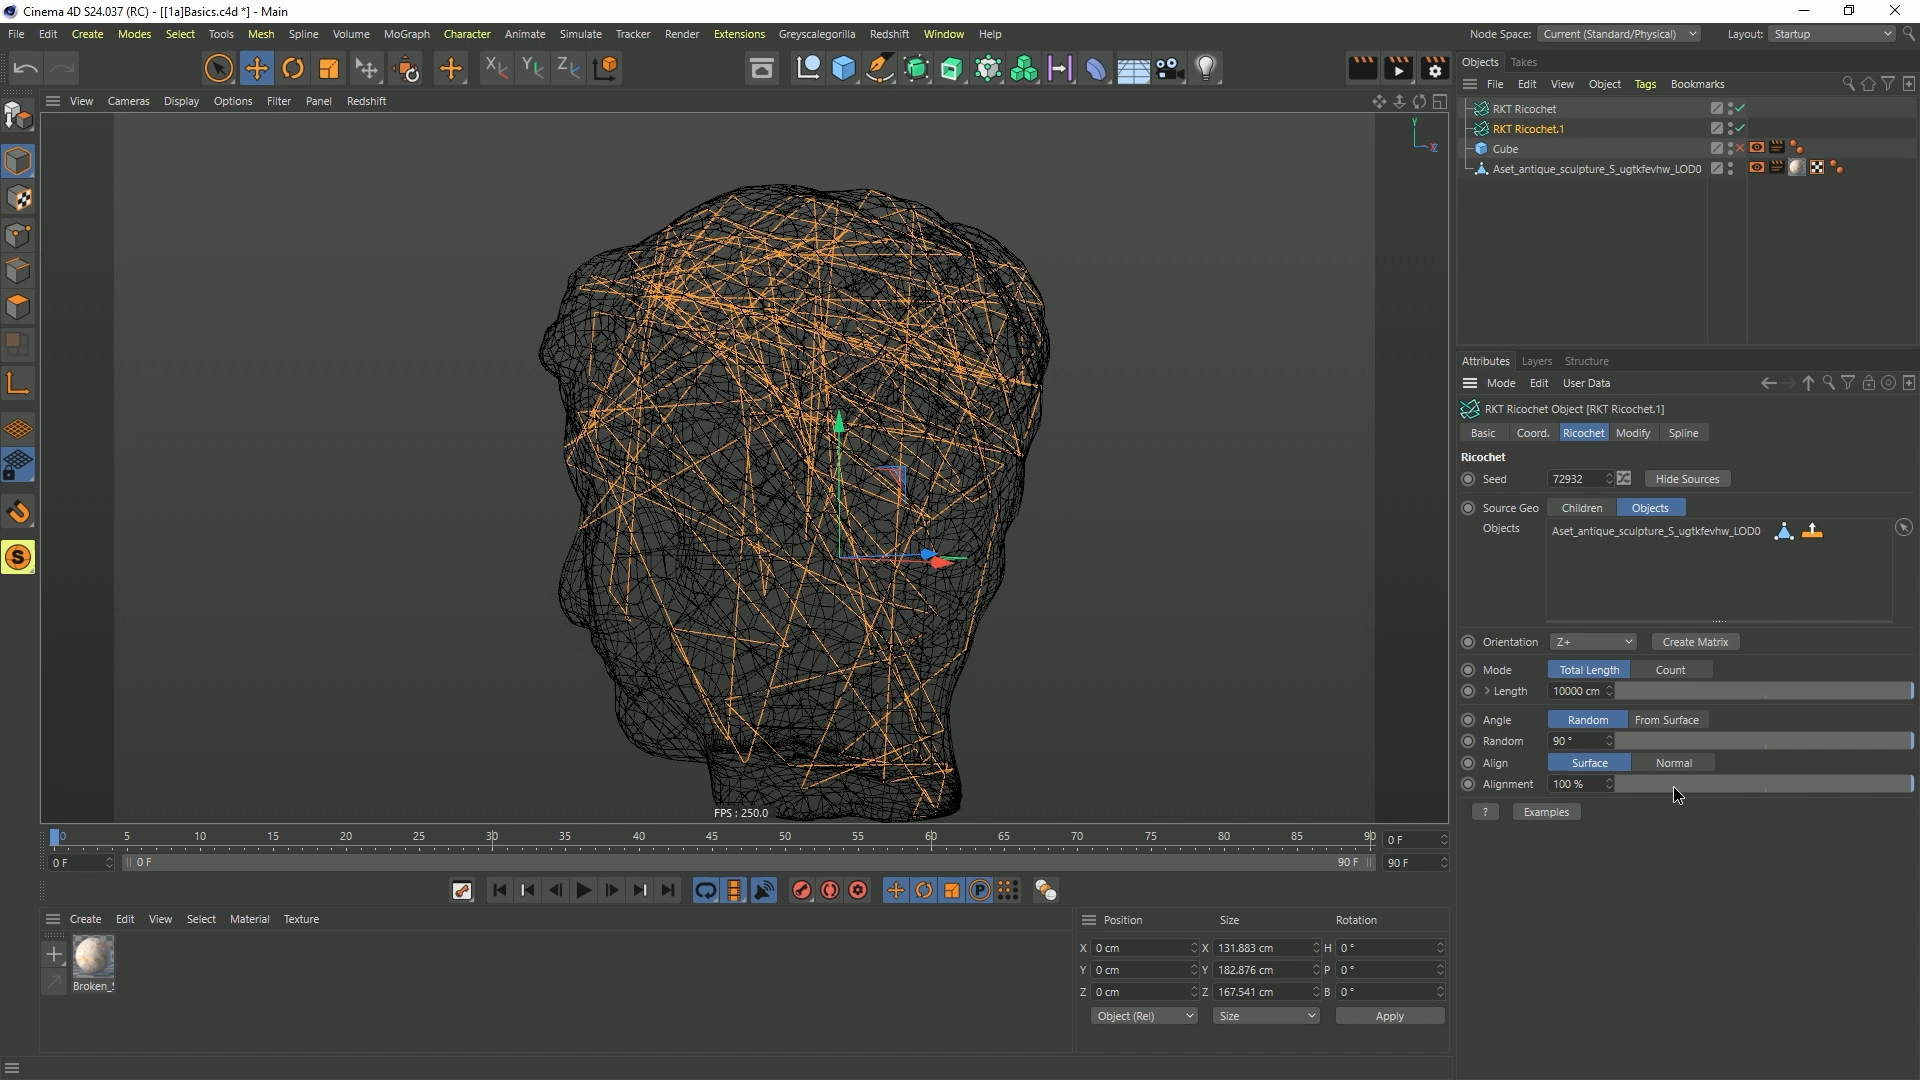 Cinema 4D S24.037 (RC) - [[1a]Basics.c4d *] - Main
File Edit Create Modes Select Tools Mesh Spline Volume MoGraph Character Animate Simulate Tracker Render Extensions Greyscalegorilla Redshift Window Help Node Space: Current (Standard/Physical) Layout: Startup
Objects Takes
File Edit View Object Tags Bookmarks
View Cameras Display Options Filter Panel Redshift
RKT Ricochet
RKT Ricochet.1
Cube
Aset_antique_sculpture_S_ugtkfevhw_LOD0
Attributes Layers Structure
Mode Edit User Data
RKT Ricochet Object [RKT Ricochet.1]
Basic Coord. Ricochet Modify Spline
Ricochet
Seed 72932 Hide Sources
Source Geo Children Objects
Objects Aset_antique_sculpture_S_ugtkfevhw_LOD0
Orientation Z+ Create Matrix
Mode Total Length Count
Length 10000 cm
Angle Random From Surface
Random 90 °
Align Surface Normal
Alignment 100 %
? Examples
FPS : 250.0
0 5 10 15 20 25 30 35 40 45 50 55 60 65 70 75 80 85 90 0 F
0 F 0 F 90 F 90 F
Create Edit View Select Material Texture
Broken_S
Position Size Rotation
X 0 cm X 131.883 cm H 0 °
Y 0 cm Y 182.876 cm P 0 °
Z 0 cm Z 167.541 cm B 0 °
Object (Rel) Size Apply